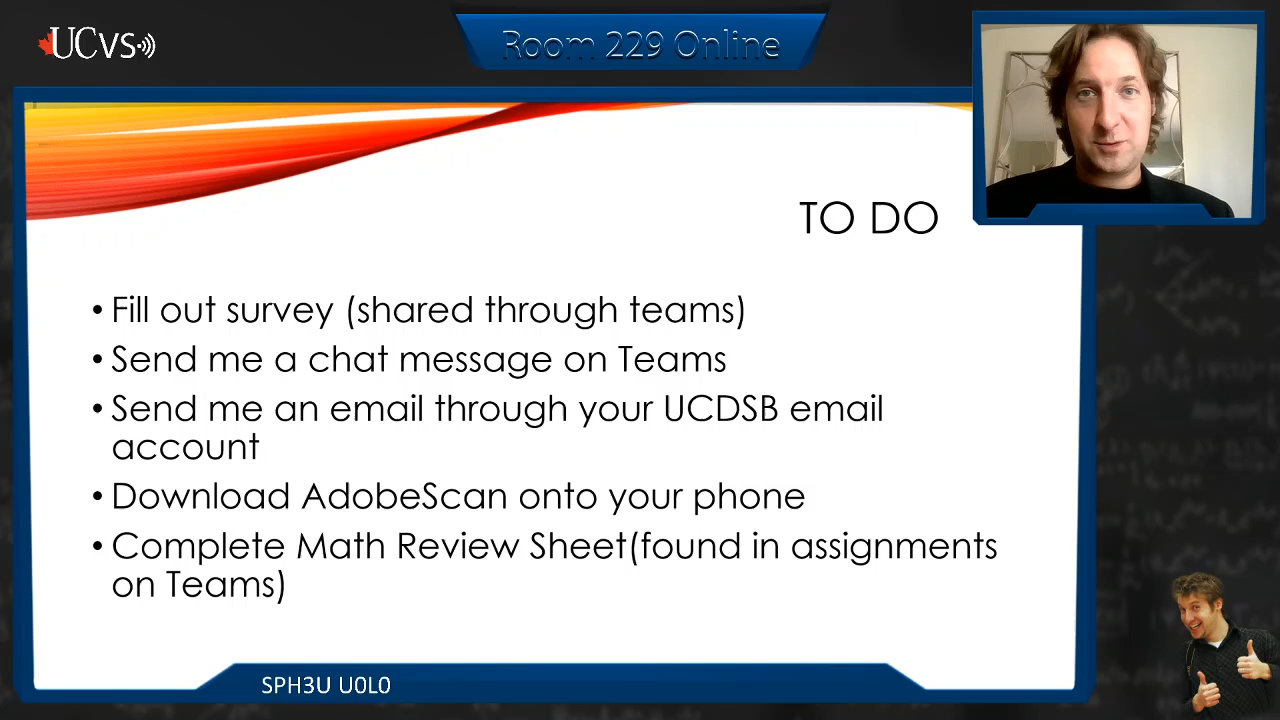 UCvs
Room 229 Online
TO DO
• Fill out survey (shared through teams)
• Send me a chat message on Teams
• Send me an email through your UCDSB email
account
• Download AdobeScan onto your phone
• Complete Math Review Sheet(found in assignments
on Teams)
SPH3U U0L0